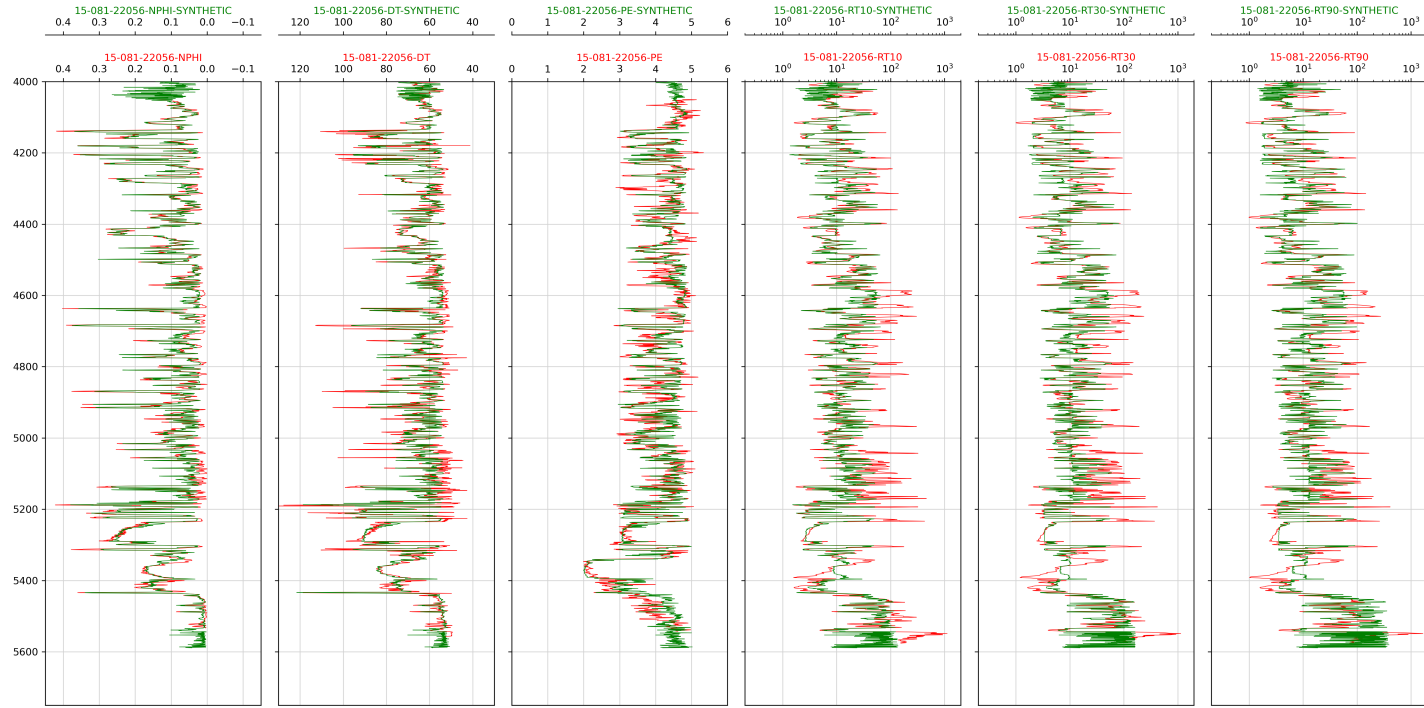 15-081-22056-NPHI-SYNTHETIC 15-081-22056-DT-SYNTHETIC 15-081-22056-PE-SYNTHETIC 15-081-22056-RT10-SYNTHETIC 15-081-22056-RT30-SYNTHETIC 15-081-22056-RT90-SYNTHETIC
0.4 0.3 0.2 0.1 0.0 −0.1 120 100 80 60 40 0 1 2 3 4 5 6 10⁰ 10¹ 10² 10³ 10⁰ 10¹ 10² 10³ 10⁰ 10¹ 10² 10³
15-081-22056-NPHI 15-081-22056-DT 15-081-22056-PE 15-081-22056-RT10 15-081-22056-RT30 15-081-22056-RT90
0.4 0.3 0.2 0.1 0.0 −0.1 120 100 80 60 40 0 1 2 3 4 5 6 10⁰ 10¹ 10² 10³ 10⁰ 10¹ 10² 10³ 10⁰ 10¹ 10² 10³
4000
4200
4400
4600
4800
5000
5200
5400
5600